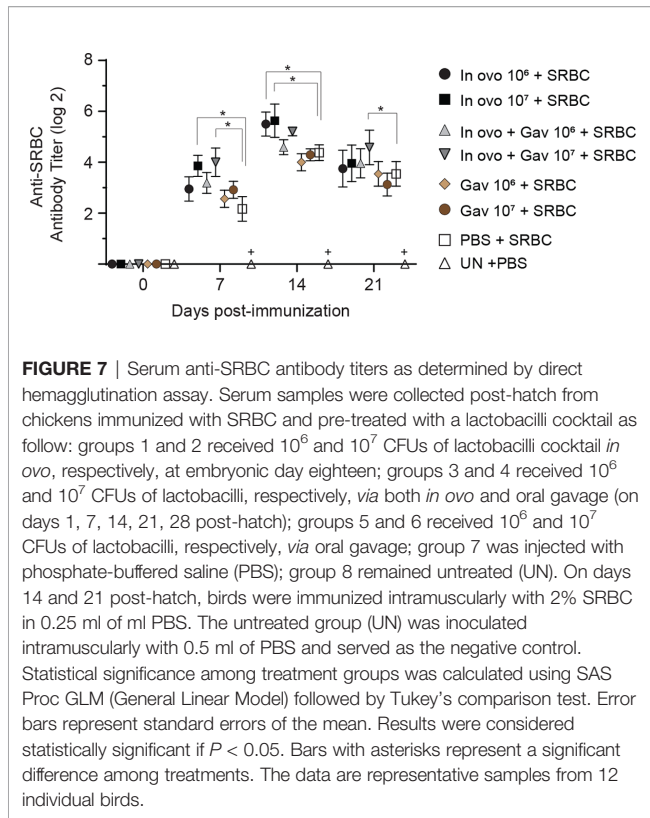 8
6
4
2
Anti-SRBC
Antibody Titer (log 2)
* * * * *
+ + +
0 7 14 21
Days post-immunization
In ovo 10⁶ + SRBC
In ovo 10⁷ + SRBC
In ovo + Gav 10⁶ + SRBC
In ovo + Gav 10⁷ + SRBC
Gav 10⁶ + SRBC
Gav 10⁷ + SRBC
PBS + SRBC
UN +PBS
FIGURE 7 | Serum anti-SRBC antibody titers as determined by direct
hemagglutination assay. Serum samples were collected post-hatch from
chickens immunized with SRBC and pre-treated with a lactobacilli cocktail as
follow: groups 1 and 2 received 10⁶ and 10⁷ CFUs of lactobacilli cocktail in
ovo, respectively, at embryonic day eighteen; groups 3 and 4 received 10⁶
and 10⁷ CFUs of lactobacilli, respectively, via both in ovo and oral gavage (on
days 1, 7, 14, 21, 28 post-hatch); groups 5 and 6 received 10⁶ and 10⁷
CFUs of lactobacilli, respectively, via oral gavage; group 7 was injected with
phosphate-buffered saline (PBS); group 8 remained untreated (UN). On days
14 and 21 post-hatch, birds were immunized intramuscularly with 2% SRBC
in 0.25 ml of ml PBS. The untreated group (UN) was inoculated
intramuscularly with 0.5 ml of PBS and served as the negative control.
Statistical significance among treatment groups was calculated using SAS
Proc GLM (General Linear Model) followed by Tukey's comparison test. Error
bars represent standard errors of the mean. Results were considered
statistically significant if P < 0.05. Bars with asterisks represent a significant
difference among treatments. The data are representative samples from 12
individual birds.